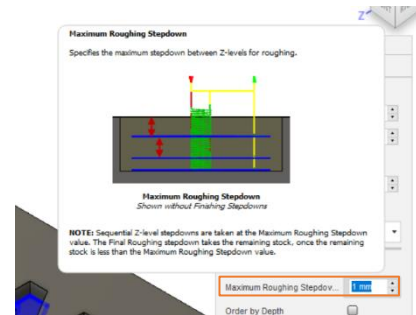 Z
Maximum Roughing Stepdown
Specifies the maximum stepdown between Z-levels for roughing.
Maximum Roughing Stepdown
Shown without Finishing Stepdowns
NOTE: Sequential Z-level stepdowns are taken at the Maximum Roughing Stepdown
value. The Final Roughing stepdown takes the remaining stock, once the remaining
stock is less than the Maximum Roughing Stepdown value.
Maximum Roughing Stepdov... 1 mm
Order by Depth